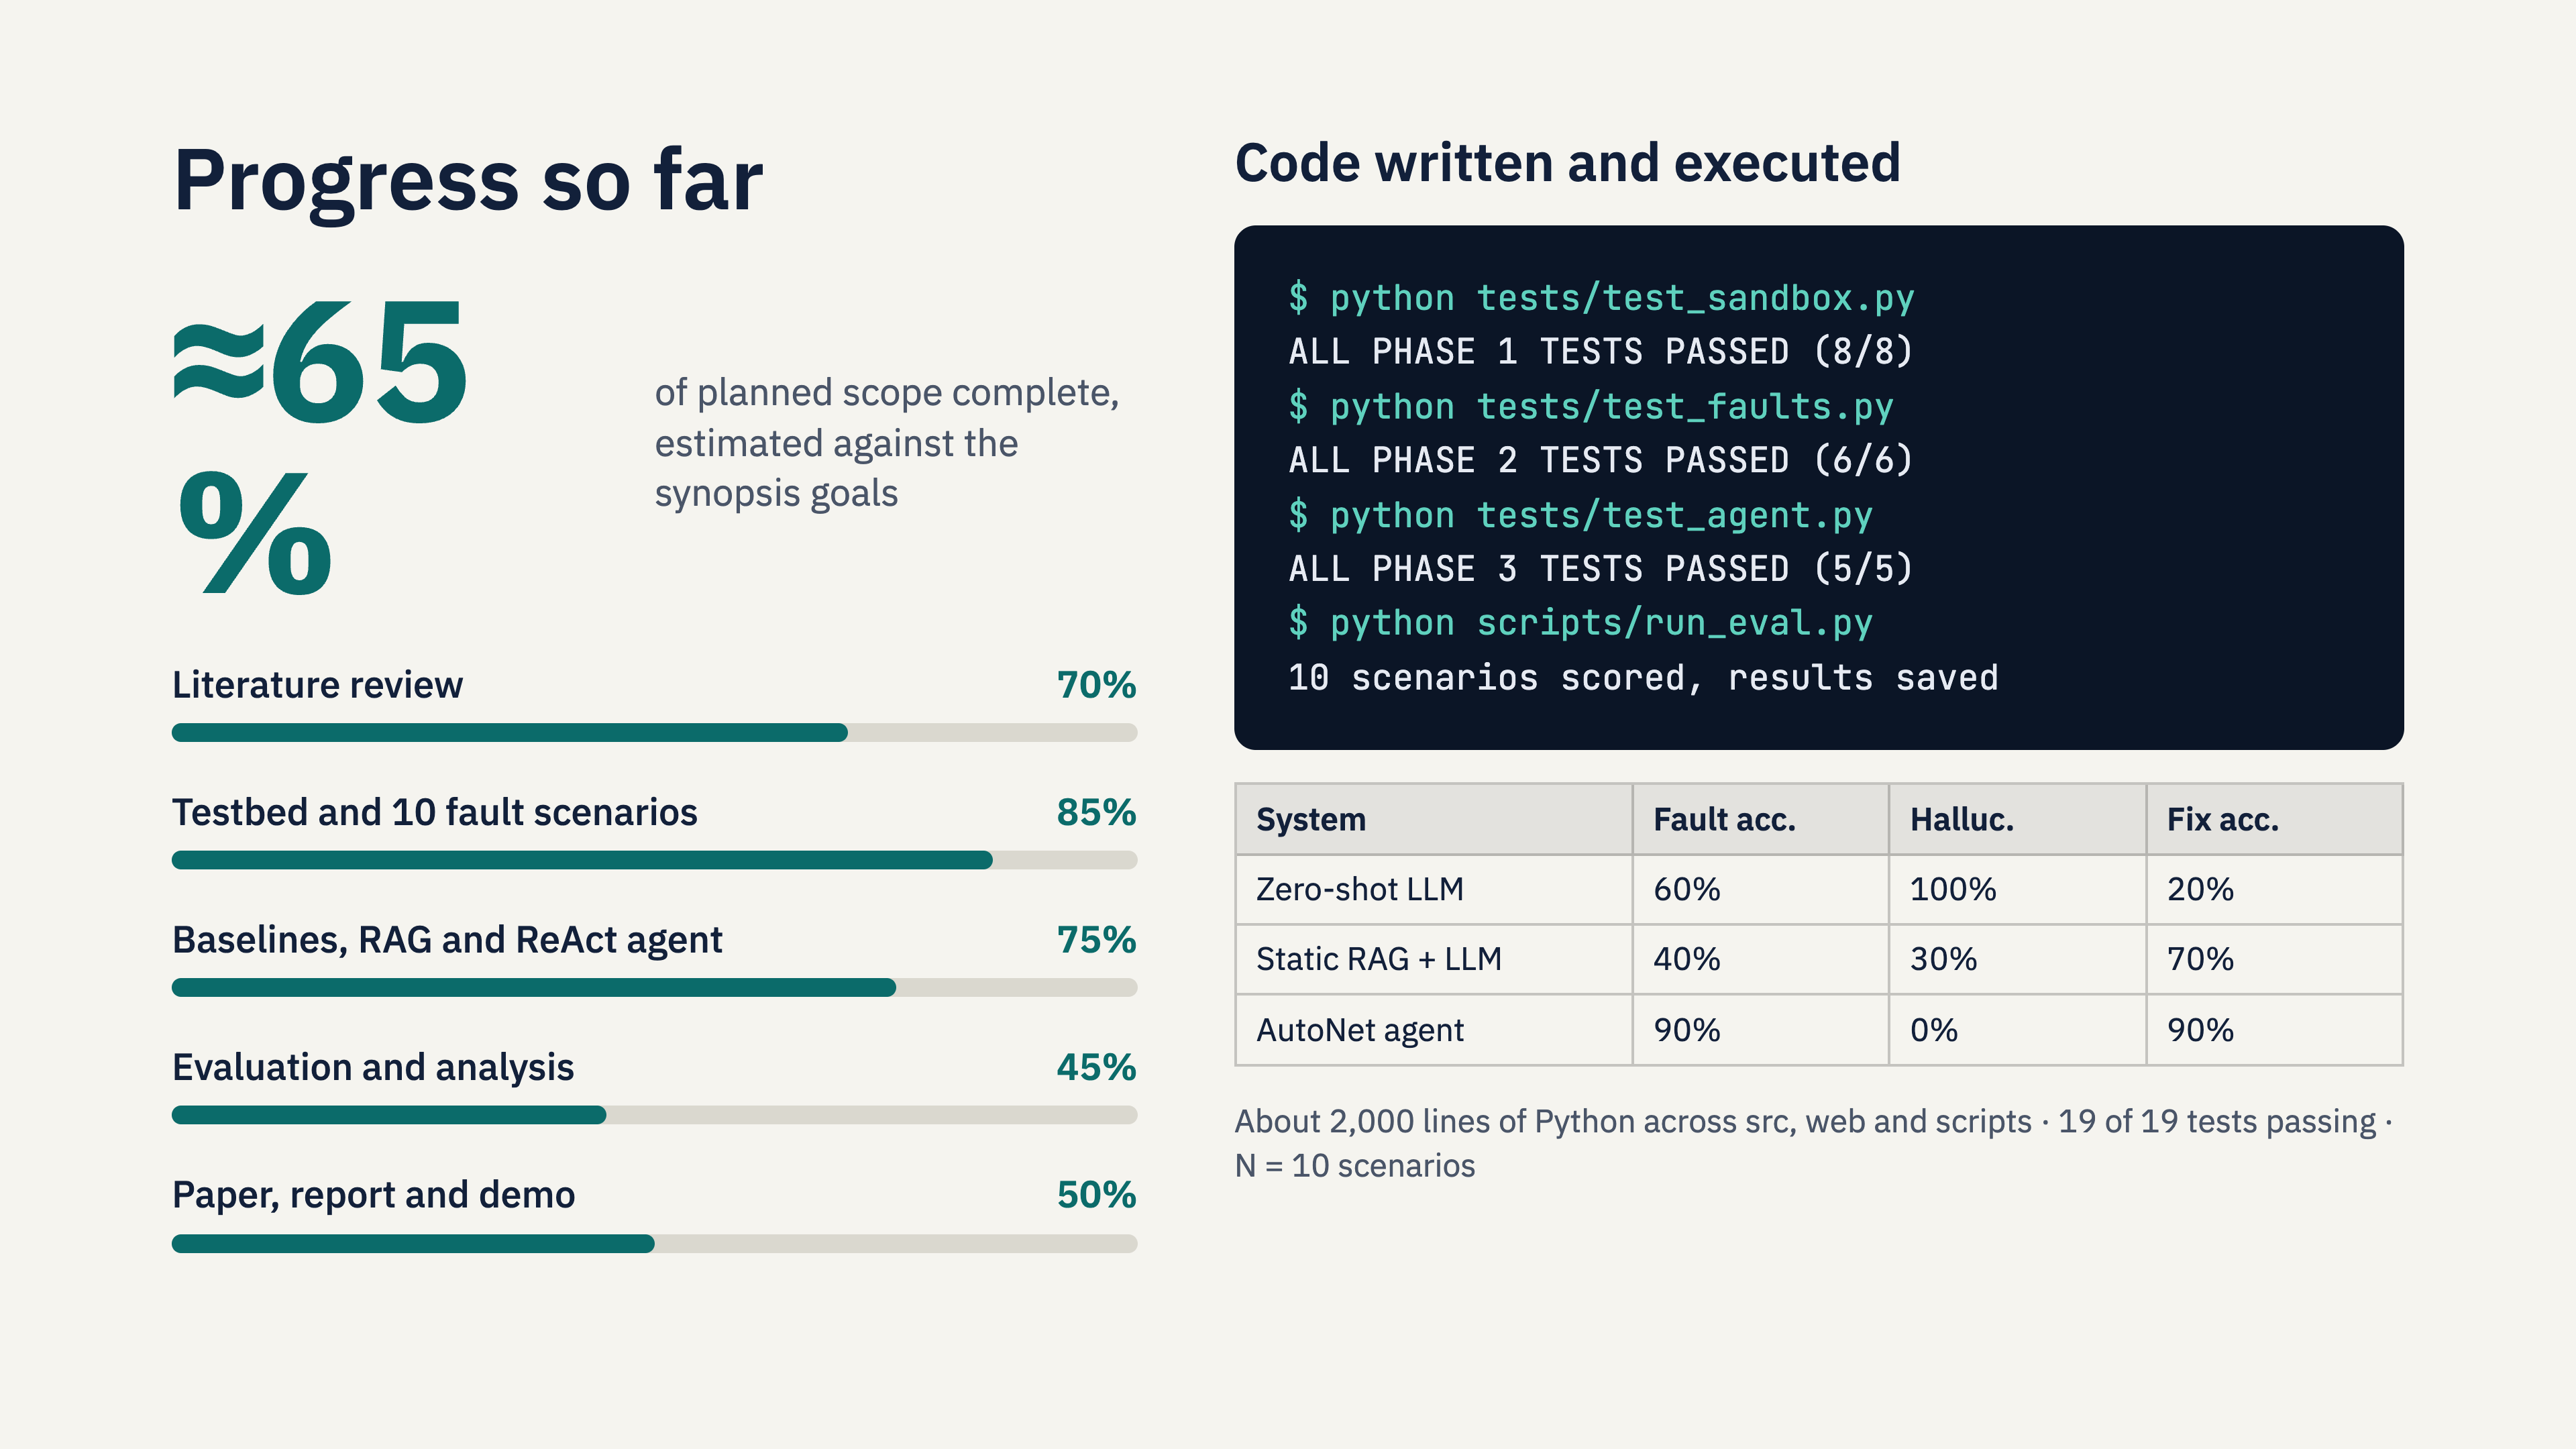 Progress so far
≈65
%
of planned scope complete,
estimated against the
synopsis goals
Literature review 70%
Testbed and 10 fault scenarios 85%
Baselines, RAG and ReAct agent 75%
Evaluation and analysis 45%
Paper, report and demo 50%
Code written and executed
$ python tests/test_sandbox.py
ALL PHASE 1 TESTS PASSED (8/8)
$ python tests/test_faults.py
ALL PHASE 2 TESTS PASSED (6/6)
$ python tests/test_agent.py
ALL PHASE 3 TESTS PASSED (5/5)
$ python scripts/run_eval.py
10 scenarios scored, results saved
System Fault acc. Halluc. Fix acc.
Zero-shot LLM 60% 100% 20%
Static RAG + LLM 40% 30% 70%
AutoNet agent 90% 0% 90%
About 2,000 lines of Python across src, web and scripts · 19 of 19 tests passing ·
N = 10 scenarios